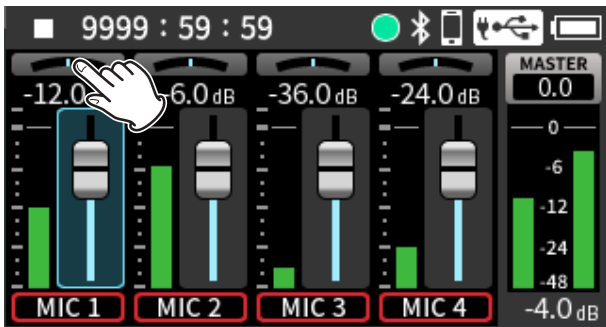 9999 : 59 : 59
MASTER
0.0
-12.0
-6.0 dB
-36.0 dB
-24.0 dB
0
-6
-12
-24
-48
MIC 1
MIC 2
MIC 3
MIC 4
-4.0 dB